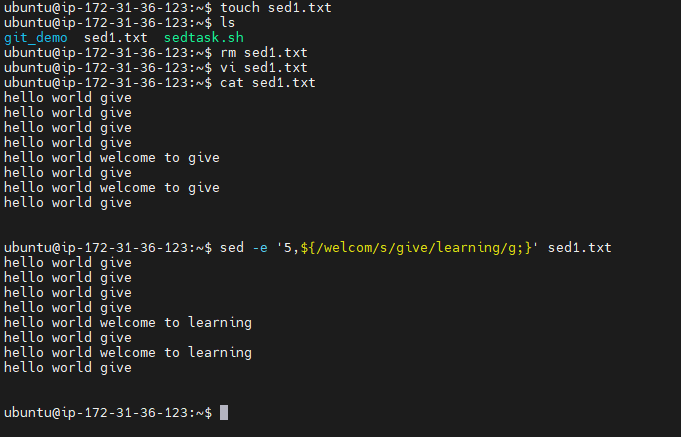 ubuntu@ip-172-31-36-123:~$ touch sed1.txt
ubuntu@ip-172-31-36-123:~$ ls
git_demo  sed1.txt  sedtask.sh
ubuntu@ip-172-31-36-123:~$ rm sed1.txt
ubuntu@ip-172-31-36-123:~$ vi sed1.txt
ubuntu@ip-172-31-36-123:~$ cat sed1.txt
hello world give
hello world give
hello world give
hello world give
hello world welcome to give
hello world give
hello world welcome to give
hello world give
ubuntu@ip-172-31-36-123:~$ sed -e '5,${/welcom/s/give/learning/g;}' sed1.txt
hello world give
hello world give
hello world give
hello world give
hello world welcome to learning
hello world give
hello world welcome to learning
hello world give
ubuntu@ip-172-31-36-123:~$